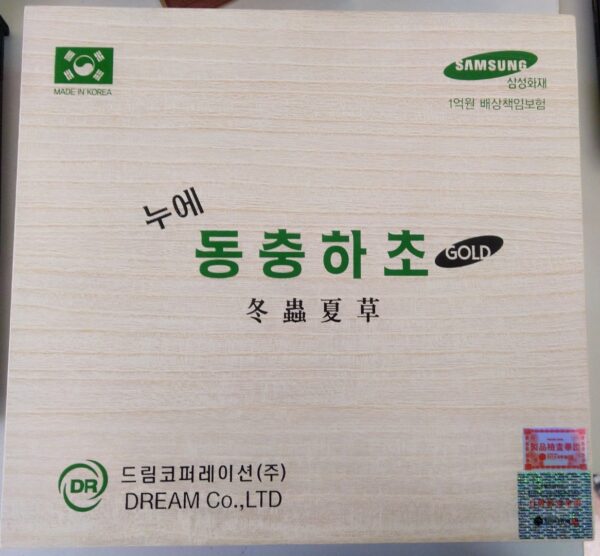 MADE IN KOREA
SAMSUNG
삼성화재
1억원 배상책임보험
누에
동충하초 GOLD
冬蟲夏草
DR
드림코퍼레이션(주)
DREAM Co.,LTD